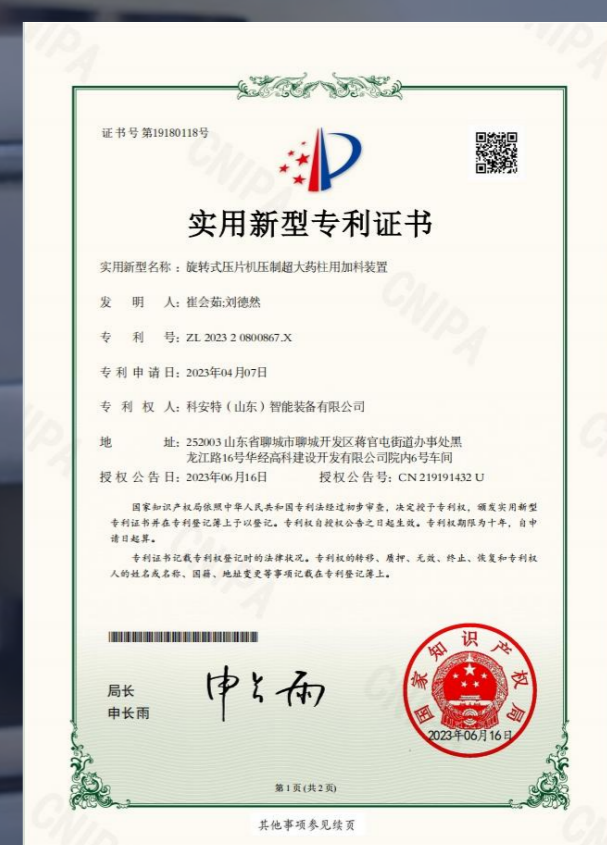 证书号第19180118号
实用新型专利证书
实用新型名称：旋转式压片机压制超大药柱用加料装置
发明人：崔会茹;刘德然
专利号：ZL 2023 2 0800867.X
专利申请日：2023年04月07日
专利权人：科安特（山东）智能装备有限公司
地址：252003 山东省聊城市聊城开发区蒋官屯街道办事处黑
龙江路16号华经高科建设开发有限公司院内6号车间
授权公告日：2023年06月16日 授权公告号：CN 219191432 U
国家知识产权局依照中华人民共和国专利法经过初步审查，决定授予专利权，颁发实用新型
专利证书并在专利登记簿上予以登记。专利权自授权公告之日起生效。专利权期限为十年，自申
请日起算。
专利证书记载专利权登记时的法律状况。专利权的转移、质押、无效、终止、恢复和专利权
人的姓名或名称、国籍、地址变更等事项记载在专利登记簿上。
局长
申长雨
申长雨
国家知识产权局
2023年06月16日
第1页(共2页)
其他事项参见续页
CNIPA
CNIPA
CNIPA
CNIPA